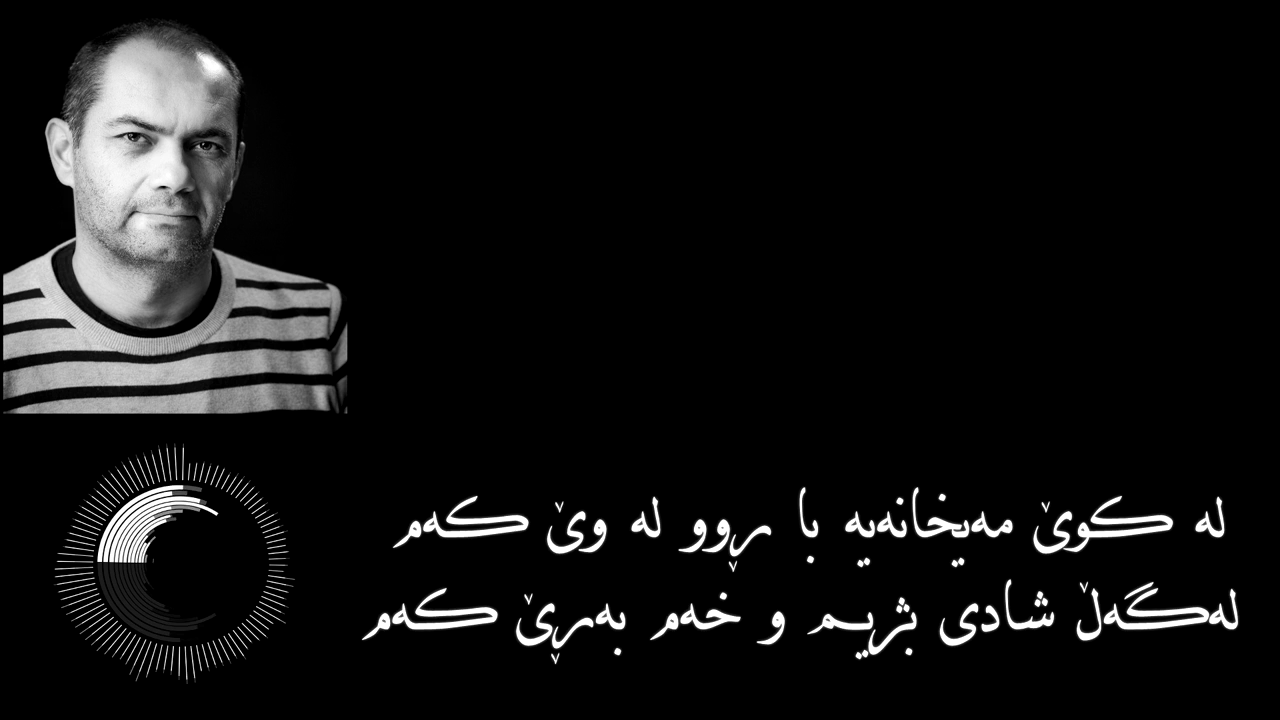 لە کوێ مەیخانەیە با ڕوو لە وێ کەم
لەگەڵ شادی بژیم و خەم بەڕێ کەم